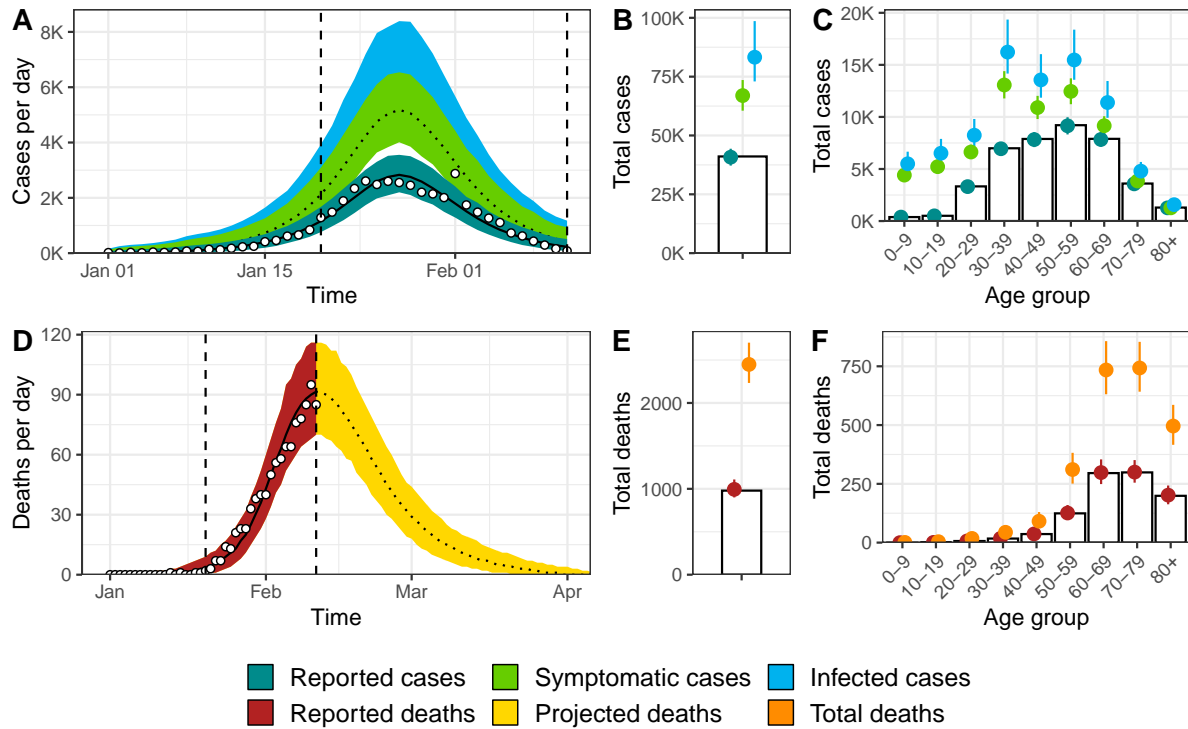 A
Cases per day
8K
6K
4K
2K
0K
Jan 01
Jan 15
Feb 01
Time
B
Total cases
100K
75K
50K
25K
0K
C
Total cases
20K
15K
10K
5K
0K
0–9
10–19
20–29
30–39
40–49
50–59
60–69
70–79
80+
Age group
D
Deaths per day
120
90
60
30
0
Jan
Feb
Mar
Apr
Time
E
Total deaths
2000
1000
0
F
Total deaths
750
500
250
0
0–9
10–19
20–29
30–39
40–49
50–59
60–69
70–79
80+
Age group
Reported cases
Symptomatic cases
Infected cases
Reported deaths
Projected deaths
Total deaths